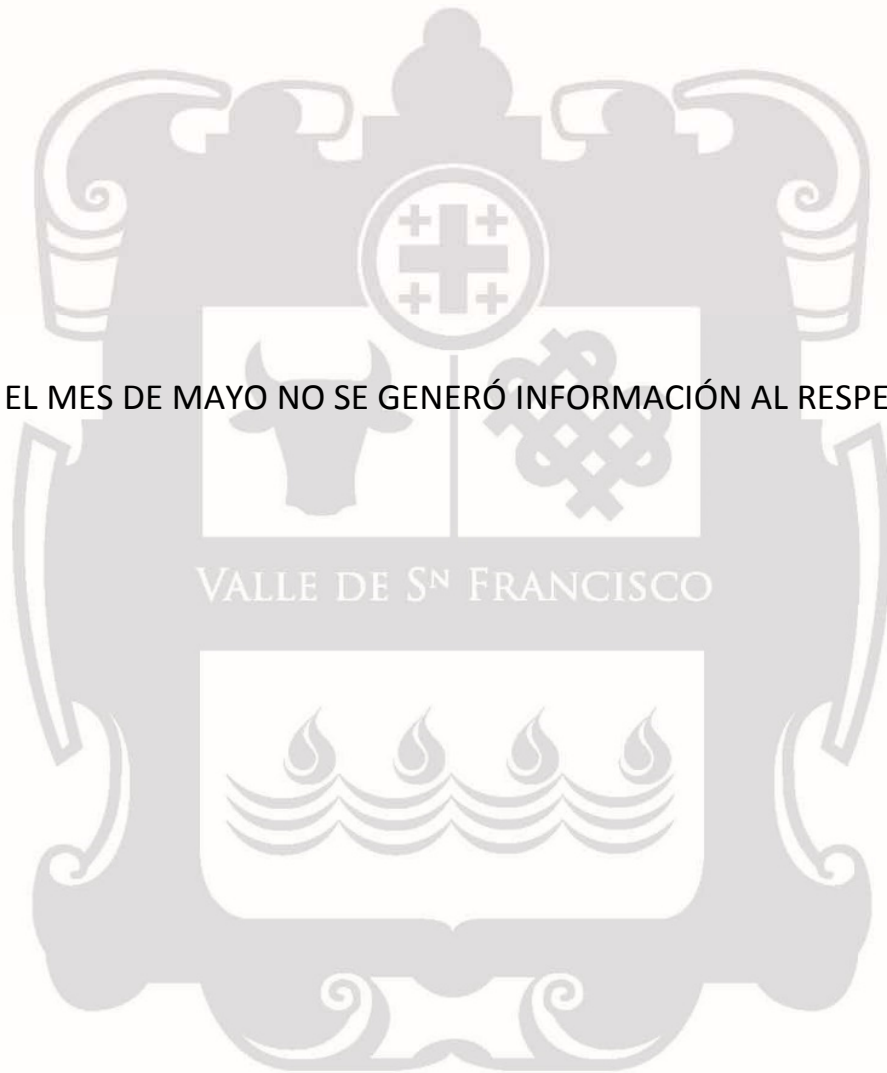 EL MES DE MAYO NO SE GENERÓ INFORMACIÓN AL RESPE
VALLE DE SN FRANCISCO